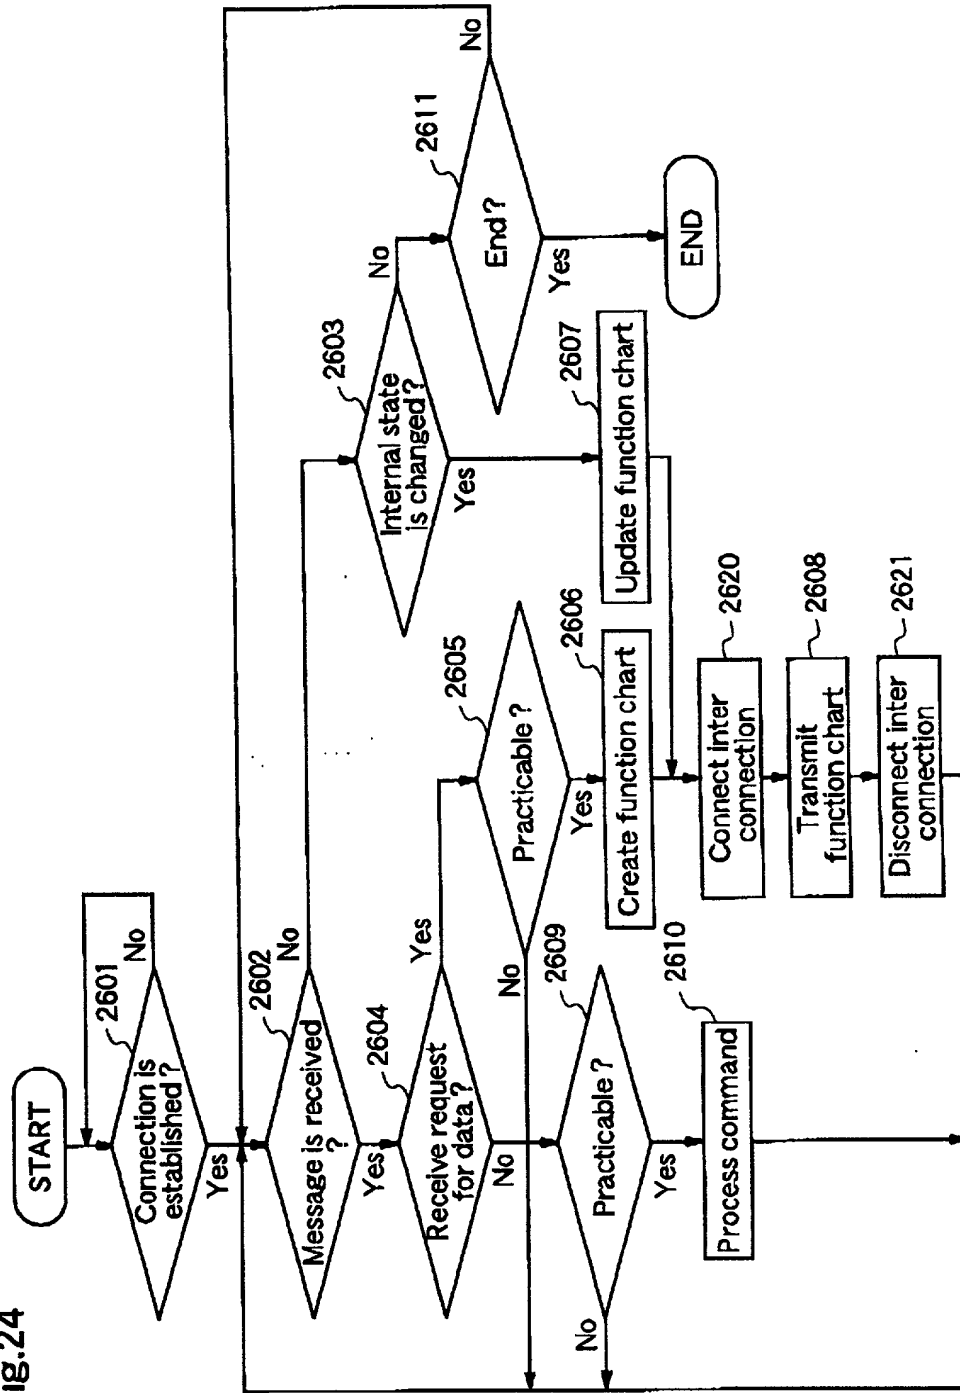 ig.24
START
2601
Connection is
established?
No
Yes
2602
Message is received
?
No
Yes
2604
Receive request
for data?
Yes
No
2609
Practicable?
No
Yes
2610
Process command
2605
Practicable?
No
Yes
2606
Create function chart
2603
Internal state
is changed?
No
Yes
2607
Update function chart
2620
Connect inter
connection
2608
Transmit
function chart
2621
Disconnect inter
connection
2611
End?
No
Yes
END